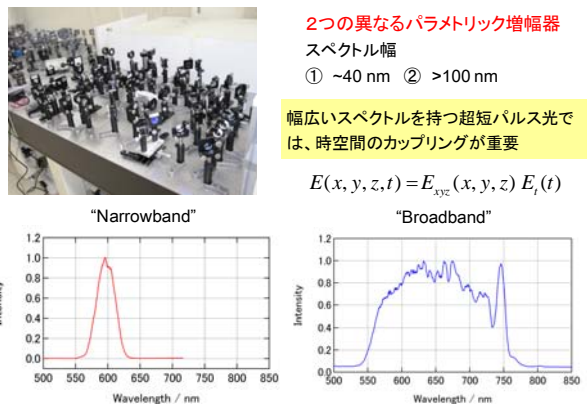 2つの異なるパラメトリック増幅器
スペクトル幅
① ~40 nm ② >100 nm
幅広いスペクトルを持つ超短パルス光で
は、時空間のカップリングが重要
E(x, y, z, t) = E_{xyz}(x, y, z) E_t(t)
“Narrowband”
“Broadband”
1.2
1.0
0.8
0.6
0.4
0.2
0.0
500 550 600 650 700 750 800 850
Wavelength / nm
Intensity
1.2
1.0
0.8
0.6
0.4
0.2
0.0
500 550 600 650 700 750 800 850
Wavelength / nm
Intensity